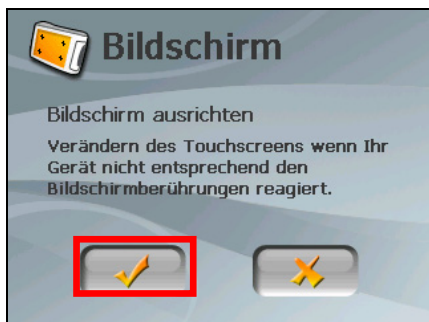 Bildschirm
Bildschirm ausrichten
Verändern des Touchscreens wenn Ihr
Gerät nicht entsprechend den
Bildschirmberührungen reagiert.